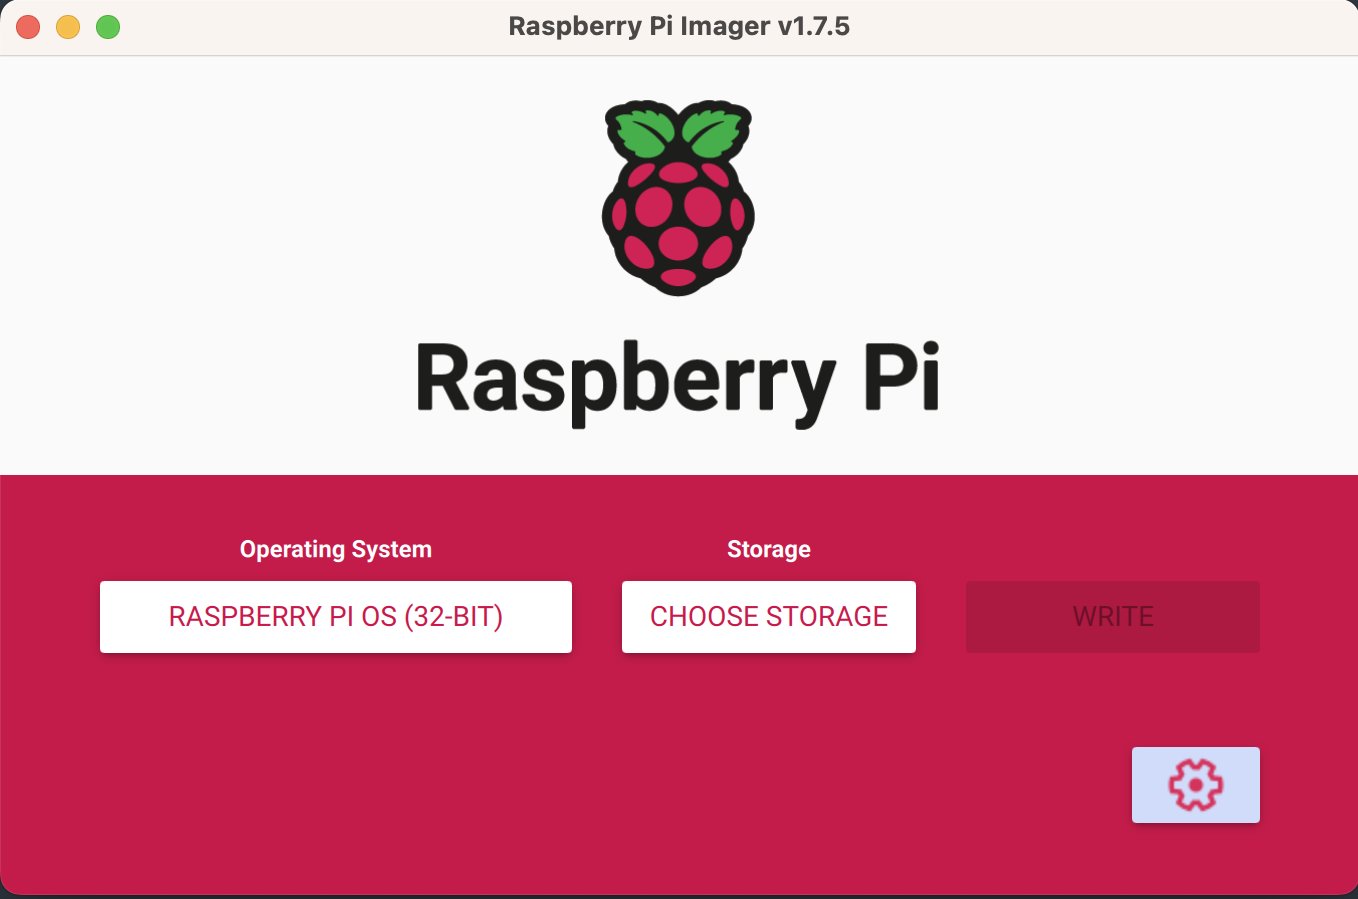 Raspberry Pi Imager v1.7.5
Raspberry Pi
Operating System
Storage
RASPBERRY PI OS (32-BIT)
CHOOSE STORAGE
WRITE